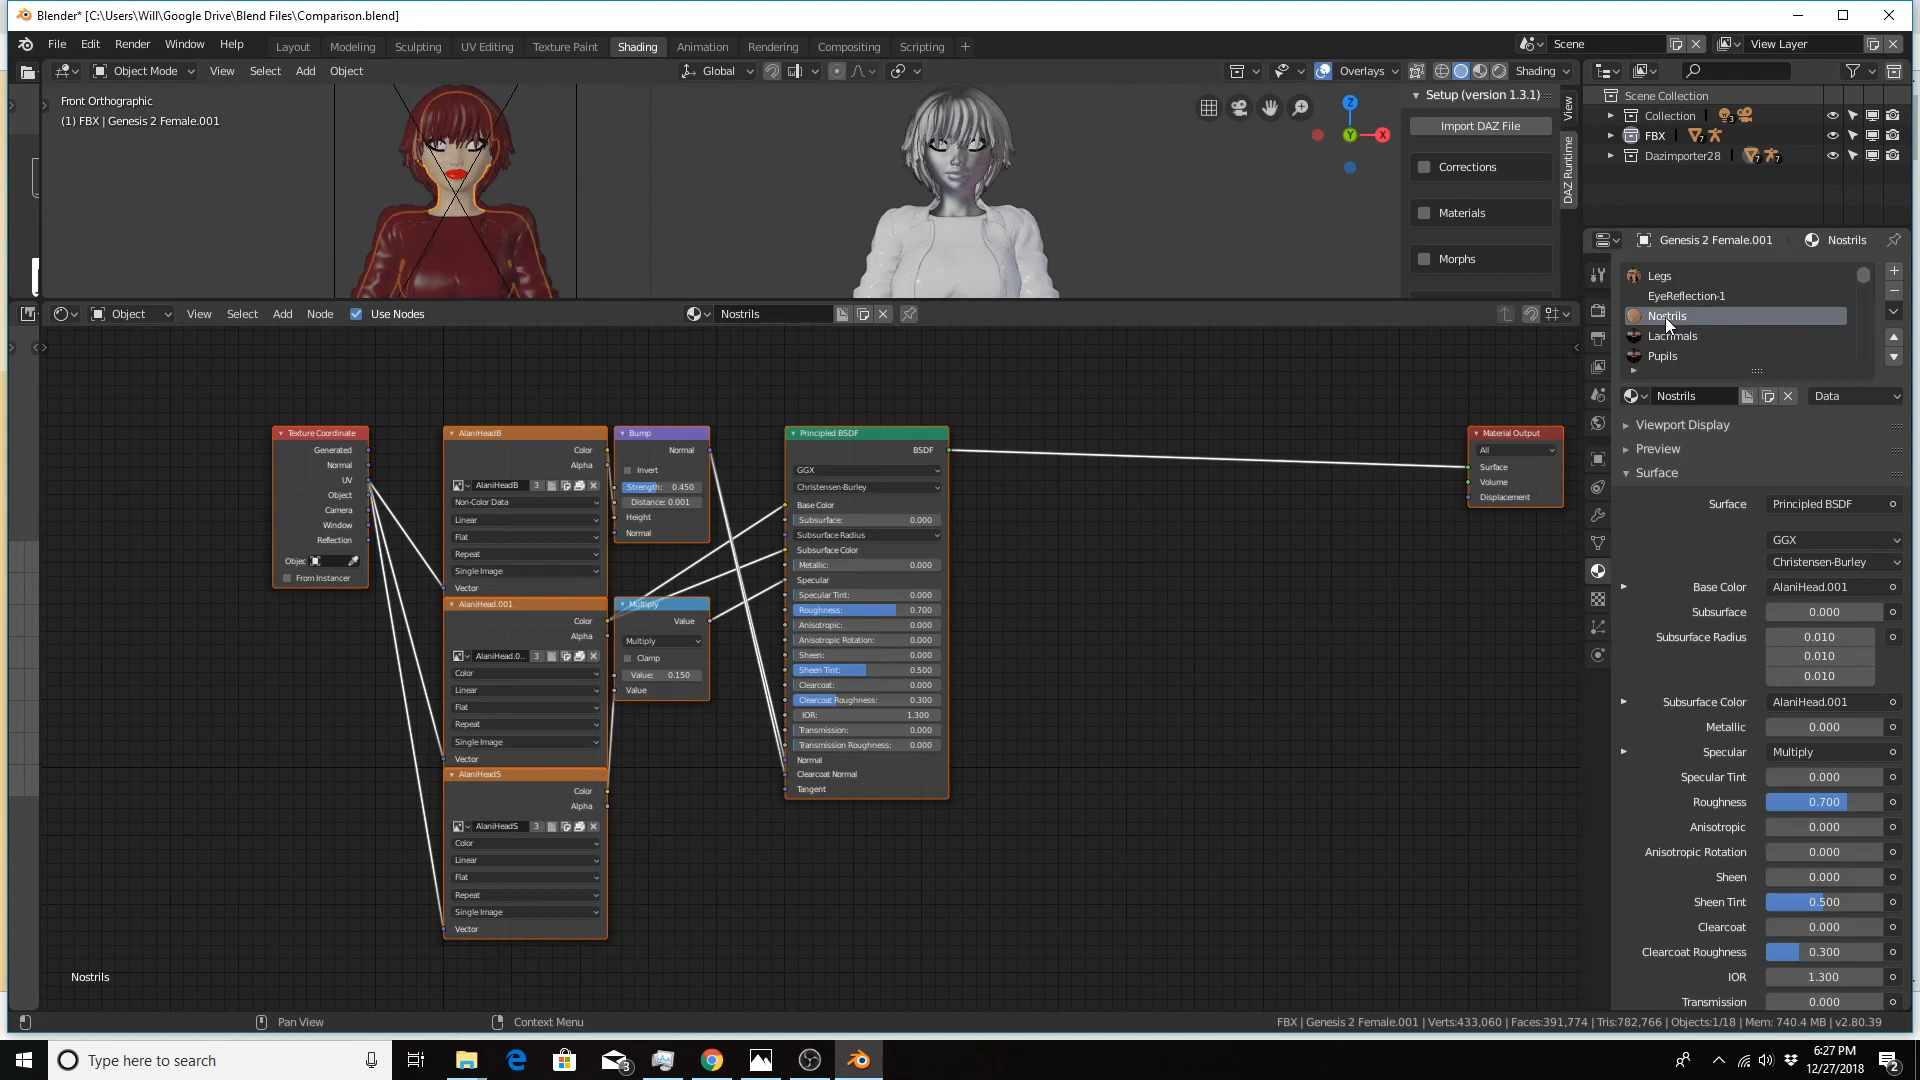 Blender* [C:\Users\Will\Google Drive\Blend Files\Comparison.blend]
File Edit Render Window Help Layout Modeling Sculpting UV Editing Texture Paint Shading Animation Rendering Compositing Scripting + Scene View Layer
Object Mode View Select Add Object Global Overlays Shading
Front Orthographic
(1) FBX | Genesis 2 Female.001
Z
Y
X
Setup (version 1.3.1)
Import DAZ File
Corrections
Materials
Morphs
View
DAZ Runtime
Scene Collection
Collection 3
FBX 7
Dazimporter28 7 7
Genesis 2 Female.001 Nostrils
Legs
EyeReflection-1
Nostrils
Lacrimals
Pupils
Nostrils Data
Viewport Display
Preview
Surface
Surface Principled BSDF
GGX
Christensen-Burley
Base Color AlaniHead.001
Subsurface 0.000
Subsurface Radius 0.010
0.010
0.010
Subsurface Color AlaniHead.001
Metallic 0.000
Specular Multiply
Specular Tint 0.000
Roughness 0.700
Anisotropic 0.000
Anisotropic Rotation 0.000
Sheen 0.000
Sheen Tint 0.500
Clearcoat 0.000
Clearcoat Roughness 0.300
IOR 1.300
Transmission 0.000
Object View Select Add Node Use Nodes Nostrils
Texture Coordinate
Generated
Normal
UV
Object
Camera
Window
Reflection
Objec
From Instancer
AlaniHeadB
Color
Alpha
AlaniHeadB 3
Non-Color Data
Linear
Flat
Repeat
Single Image
Vector
AlaniHead.001
Color
Alpha
AlaniHead.0.. 3
Color
Linear
Flat
Repeat
Single Image
Vector
AlaniHeadS
Color
Alpha
AlaniHeadS 3
Color
Linear
Flat
Repeat
Single Image
Vector
Bump
Normal
Invert
Strength: 0.450
Distance: 0.001
Height
Normal
Multiply
Value
Multiply
Clamp
Value: 0.150
Value
Principled BSDF
BSDF
GGX
Christensen-Burley
Base Color
Subsurface: 0.000
Subsurface Radius
Subsurface Color
Metallic: 0.000
Specular
Specular Tint: 0.000
Roughness: 0.700
Anisotropic: 0.000
Anisotropic Rotation: 0.000
Sheen: 0.000
Sheen Tint: 0.500
Clearcoat: 0.000
Clearcoat Roughness: 0.300
IOR: 1.300
Transmission: 0.000
Transmission Roughness: 0.000
Normal
Clearcoat Normal
Tangent
Material Output
All
Surface
Volume
Displacement
Nostrils
Pan View Context Menu FBX | Genesis 2 Female.001 | Verts:433,060 | Faces:391,774 | Tris:782,766 | Objects:1/18 | Mem: 740.4 MB | v2.80.39
Type here to search 3 6:27 PM
12/27/2018 2